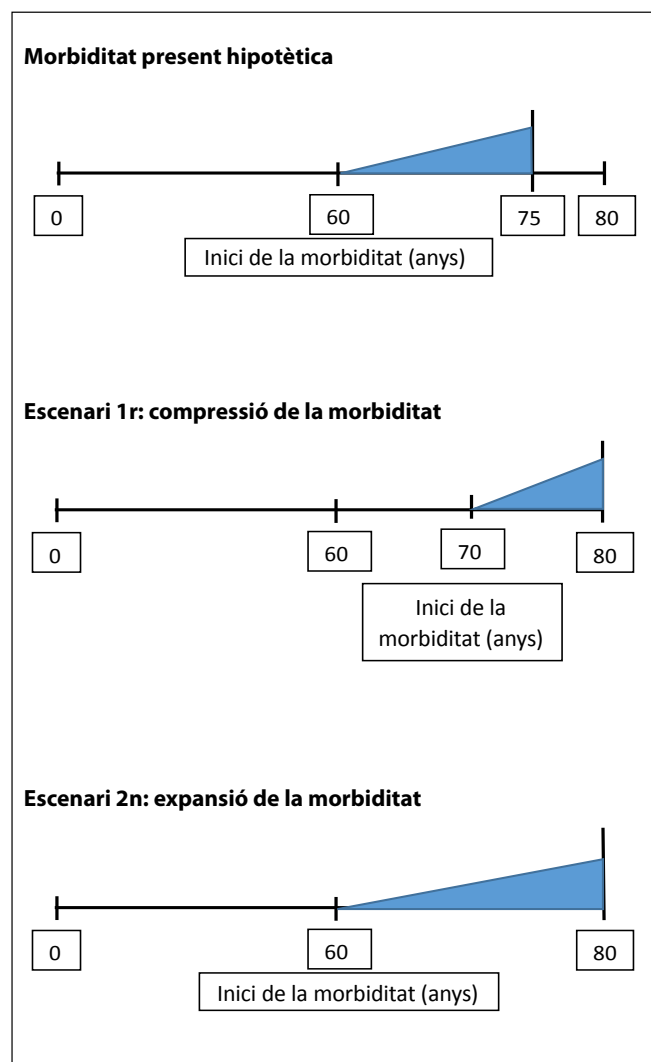 Morbiditat present hipotètica
0
60
75
80
Inici de la morbiditat (anys)
Escenari 1r: compressió de la morbiditat
0
60
70
80
Inici de la
morbiditat (anys)
Escenari 2n: expansió de la morbiditat
0
60
80
Inici de la morbiditat (anys)